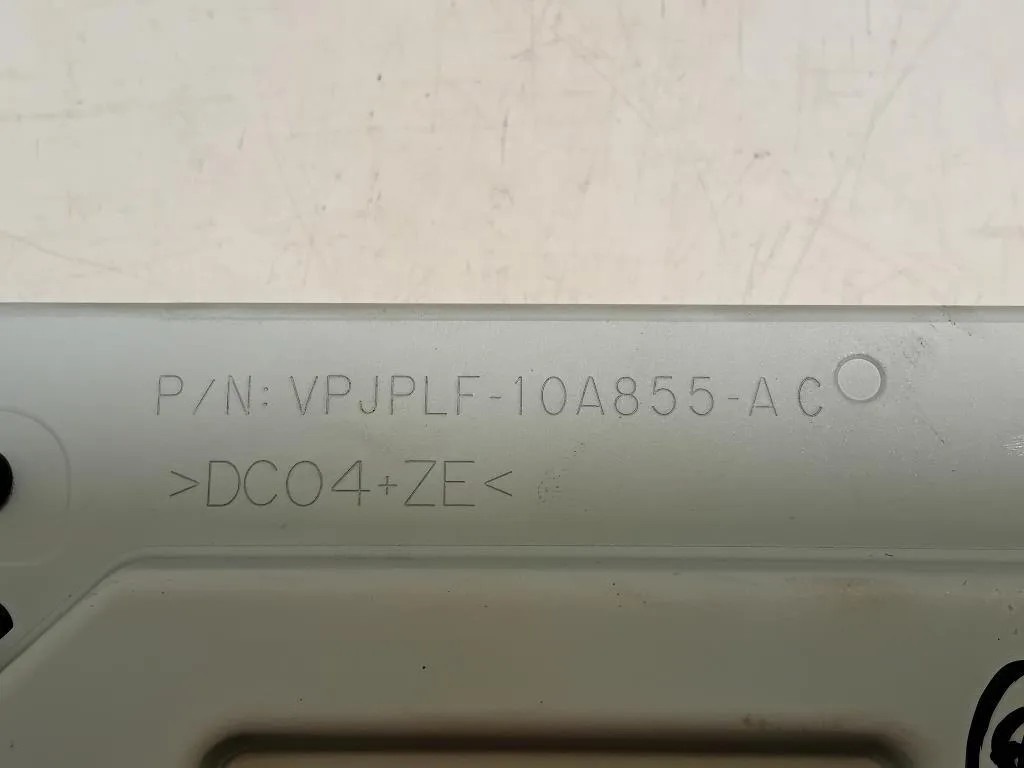 P/N: VPJPLF-10A855-AC
>DC04+ZE<